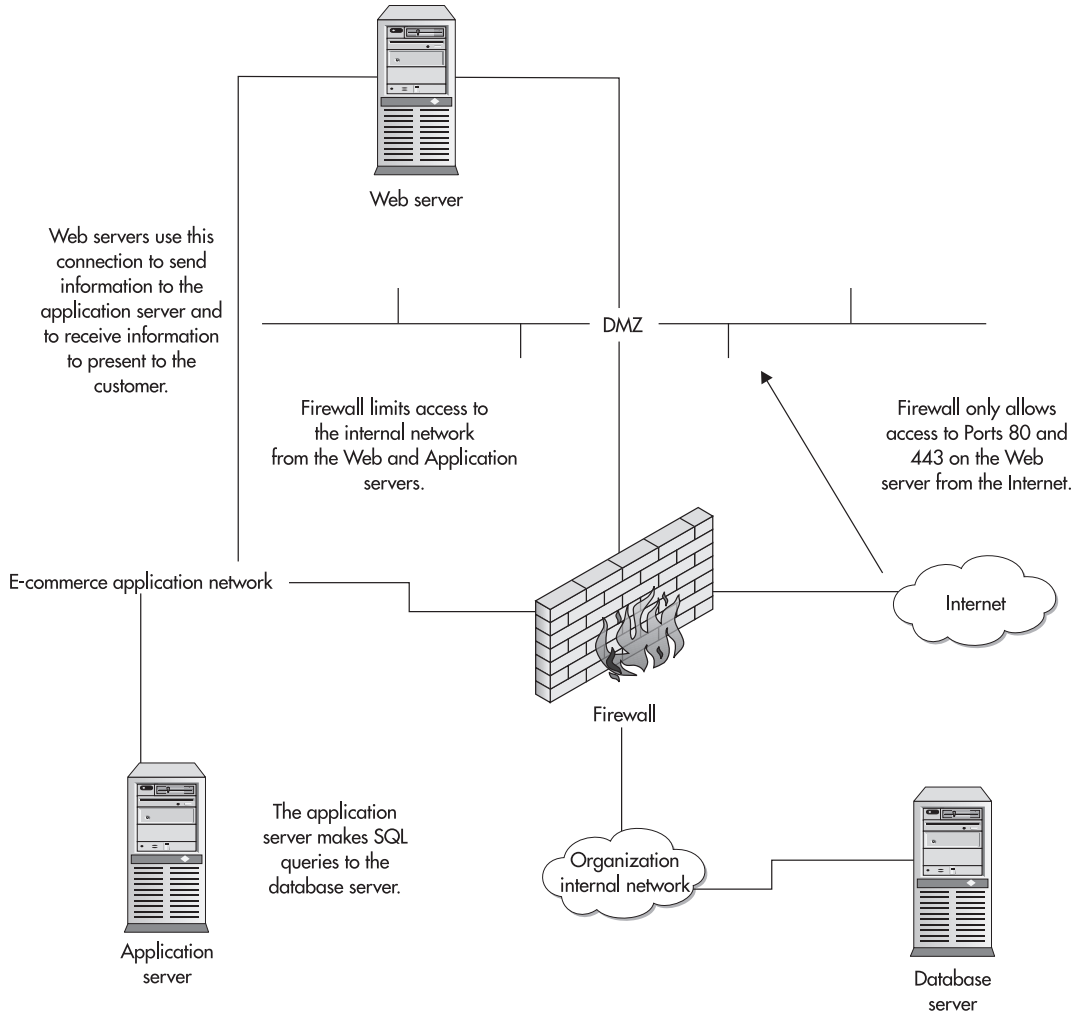 Web server
Web servers use this
connection to send
information to the
application server and
to receive information
to present to the
customer.
DMZ
Firewall limits access to
the internal network
from the Web and Application
servers.
Firewall only allows
access to Ports 80 and
443 on the Web
server from the Internet.
E-commerce application network
Internet
Firewall
The application
server makes SQL
queries to the
database server.
Organization
internal network
Application
server
Database
server